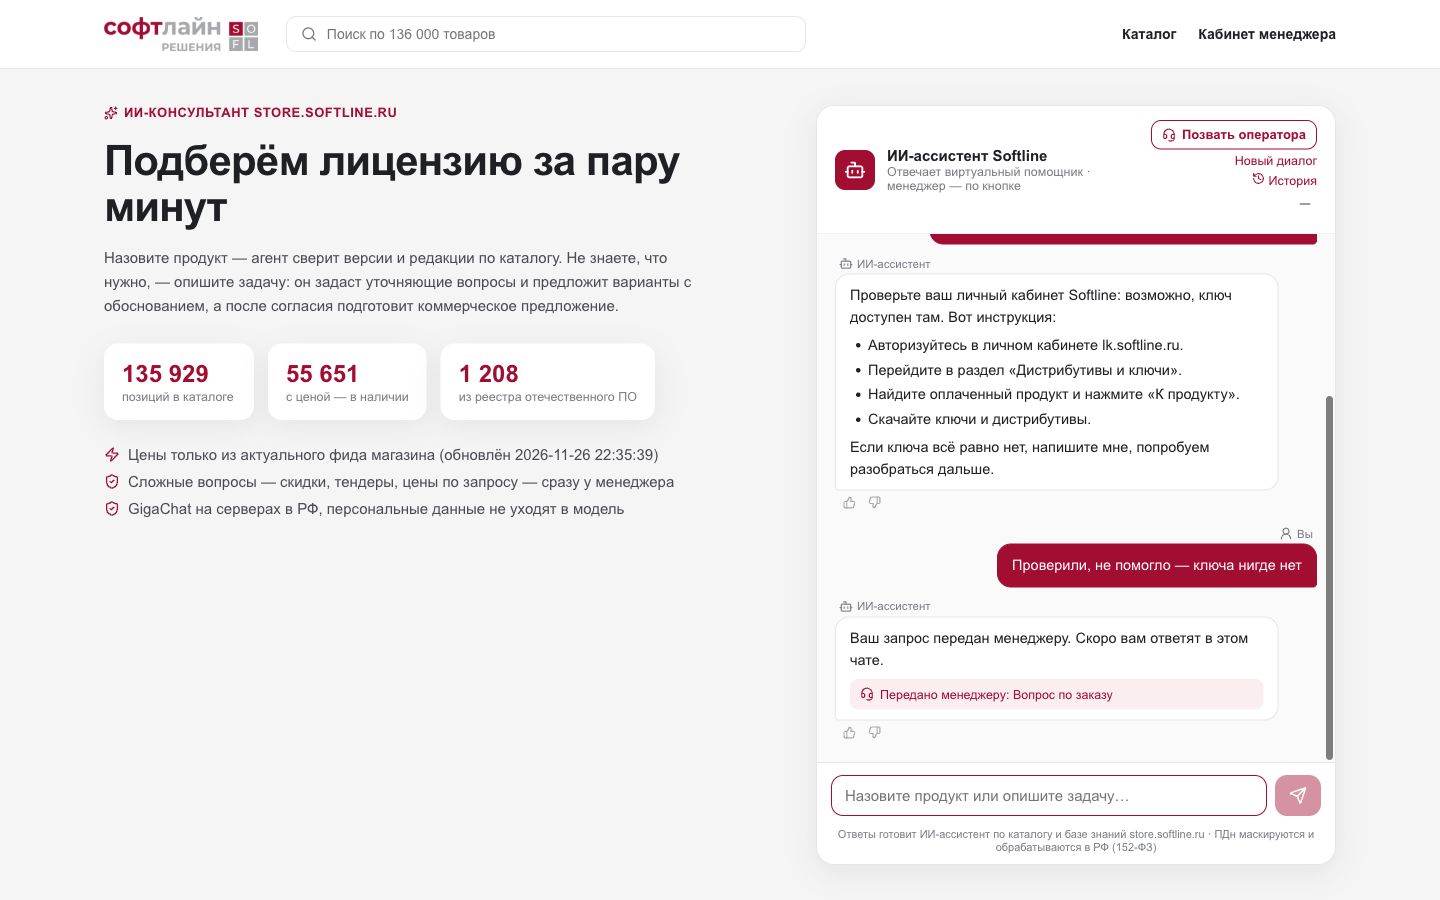 софтлайн
РЕШЕНИЯ
S O
F L
Поиск по 136 000 товаров
Каталог
Кабинет менеджера
ИИ-КОНСУЛЬТАНТ STORE.SOFTLINE.RU
Подберём лицензию за пару
минут
Назовите продукт — агент сверит версии и редакции по каталогу. Не знаете, что
нужно, — опишите задачу: он задаст уточняющие вопросы и предложит варианты с
обоснованием, а после согласия подготовит коммерческое предложение.
135 929
позиций в каталоге
55 651
с ценой — в наличии
1 208
из реестра отечественного ПО
Цены только из актуального фида магазина (обновлён 2026-11-26 22:35:39)
Сложные вопросы — скидки, тендеры, цены по запросу — сразу у менеджера
GigaChat на серверах в РФ, персональные данные не уходят в модель
ИИ-ассистент Softline
Отвечает виртуальный помощник ·
менеджер — по кнопке
Позвать оператора
Новый диалог
История
—
ИИ-ассистент
Проверьте ваш личный кабинет Softline: возможно, ключ
доступен там. Вот инструкция:
• Авторизуйтесь в личном кабинете lk.softline.ru.
• Перейдите в раздел «Дистрибутивы и ключи».
• Найдите оплаченный продукт и нажмите «К продукту».
• Скачайте ключи и дистрибутивы.
Если ключа всё равно нет, напишите мне, попробуем
разобраться дальше.
Вы
Проверили, не помогло — ключа нигде нет
ИИ-ассистент
Ваш запрос передан менеджеру. Скоро вам ответят в этом
чате.
Передано менеджеру: Вопрос по заказу
Назовите продукт или опишите задачу…
Ответы готовит ИИ-ассистент по каталогу и базе знаний store.softline.ru · ПДн маскируются и
обрабатываются в РФ (152-ФЗ)